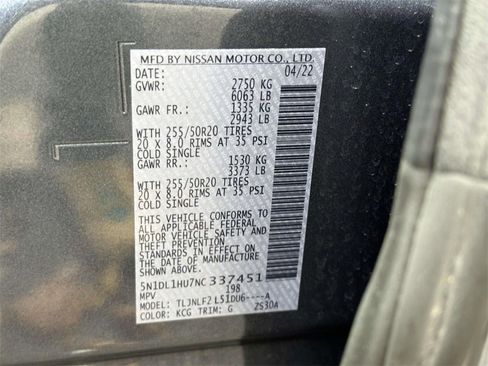 MFD BY NISSAN MOTOR CO., LTD.
DATE: 04/22
GVWR: 2750 KG
6063 LB
GAWR FR.: 1335 KG
2943 LB
WITH 255/50R20 TIRES
20 x 8.0 RIMS AT 35 PSI
COLD SINGLE
GAWR RR.: 1530 KG
3373 LB
WITH 255/50R20 TIRES
20 x 8.0 RIMS AT 35 PSI
COLD SINGLE
THIS VEHICLE CONFORMS TO
ALL APPLICABLE FEDERAL
MOTOR VEHICLE SAFETY AND
THEFT PREVENTION
STANDARDS IN EFFECT ON
THE DATE OF MANUFACTURE
SHOWN ABOVE.
5N1DL1HU7NC337451
MPV 198
MODEL: TLJNLF2 L51DU6----A
COLOR: KCG TRIM: G 2S30A